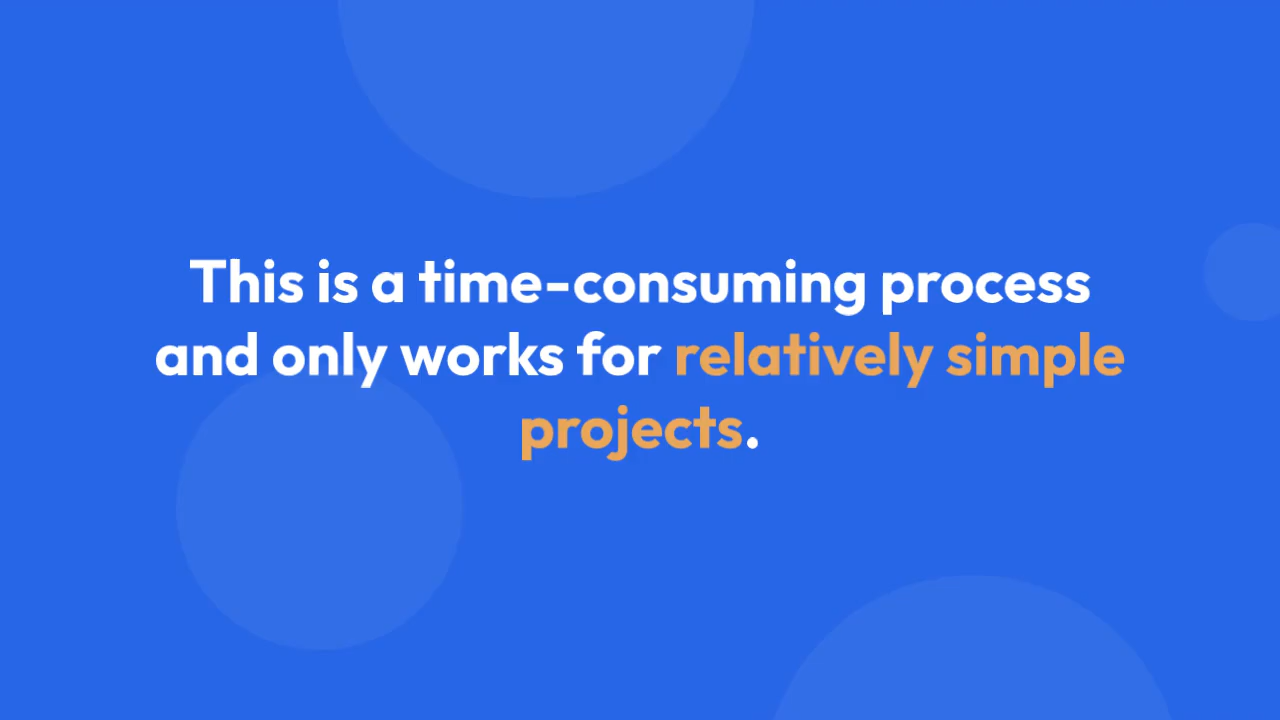 This is a time-consuming process
and only works for relatively simple
projects.